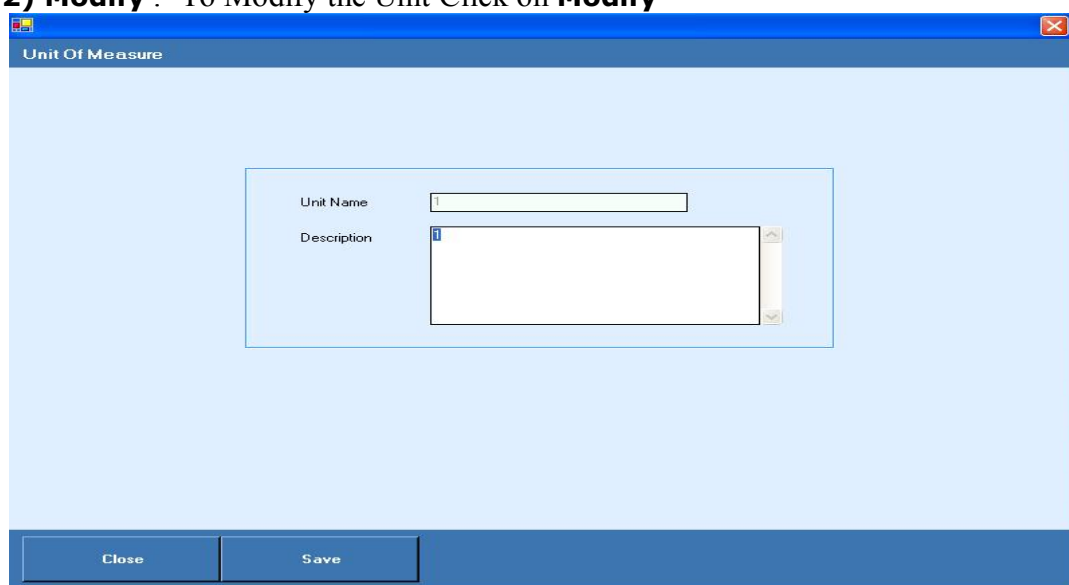 2) Modify : To Modify the Unit Click on Modify
Unit Of Measure
Unit Name 1
Description 1
Close Save